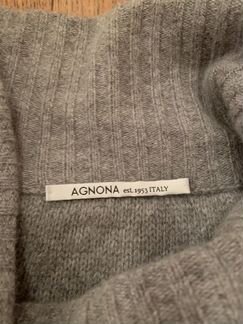 AGNONA est. 1953 ITALY